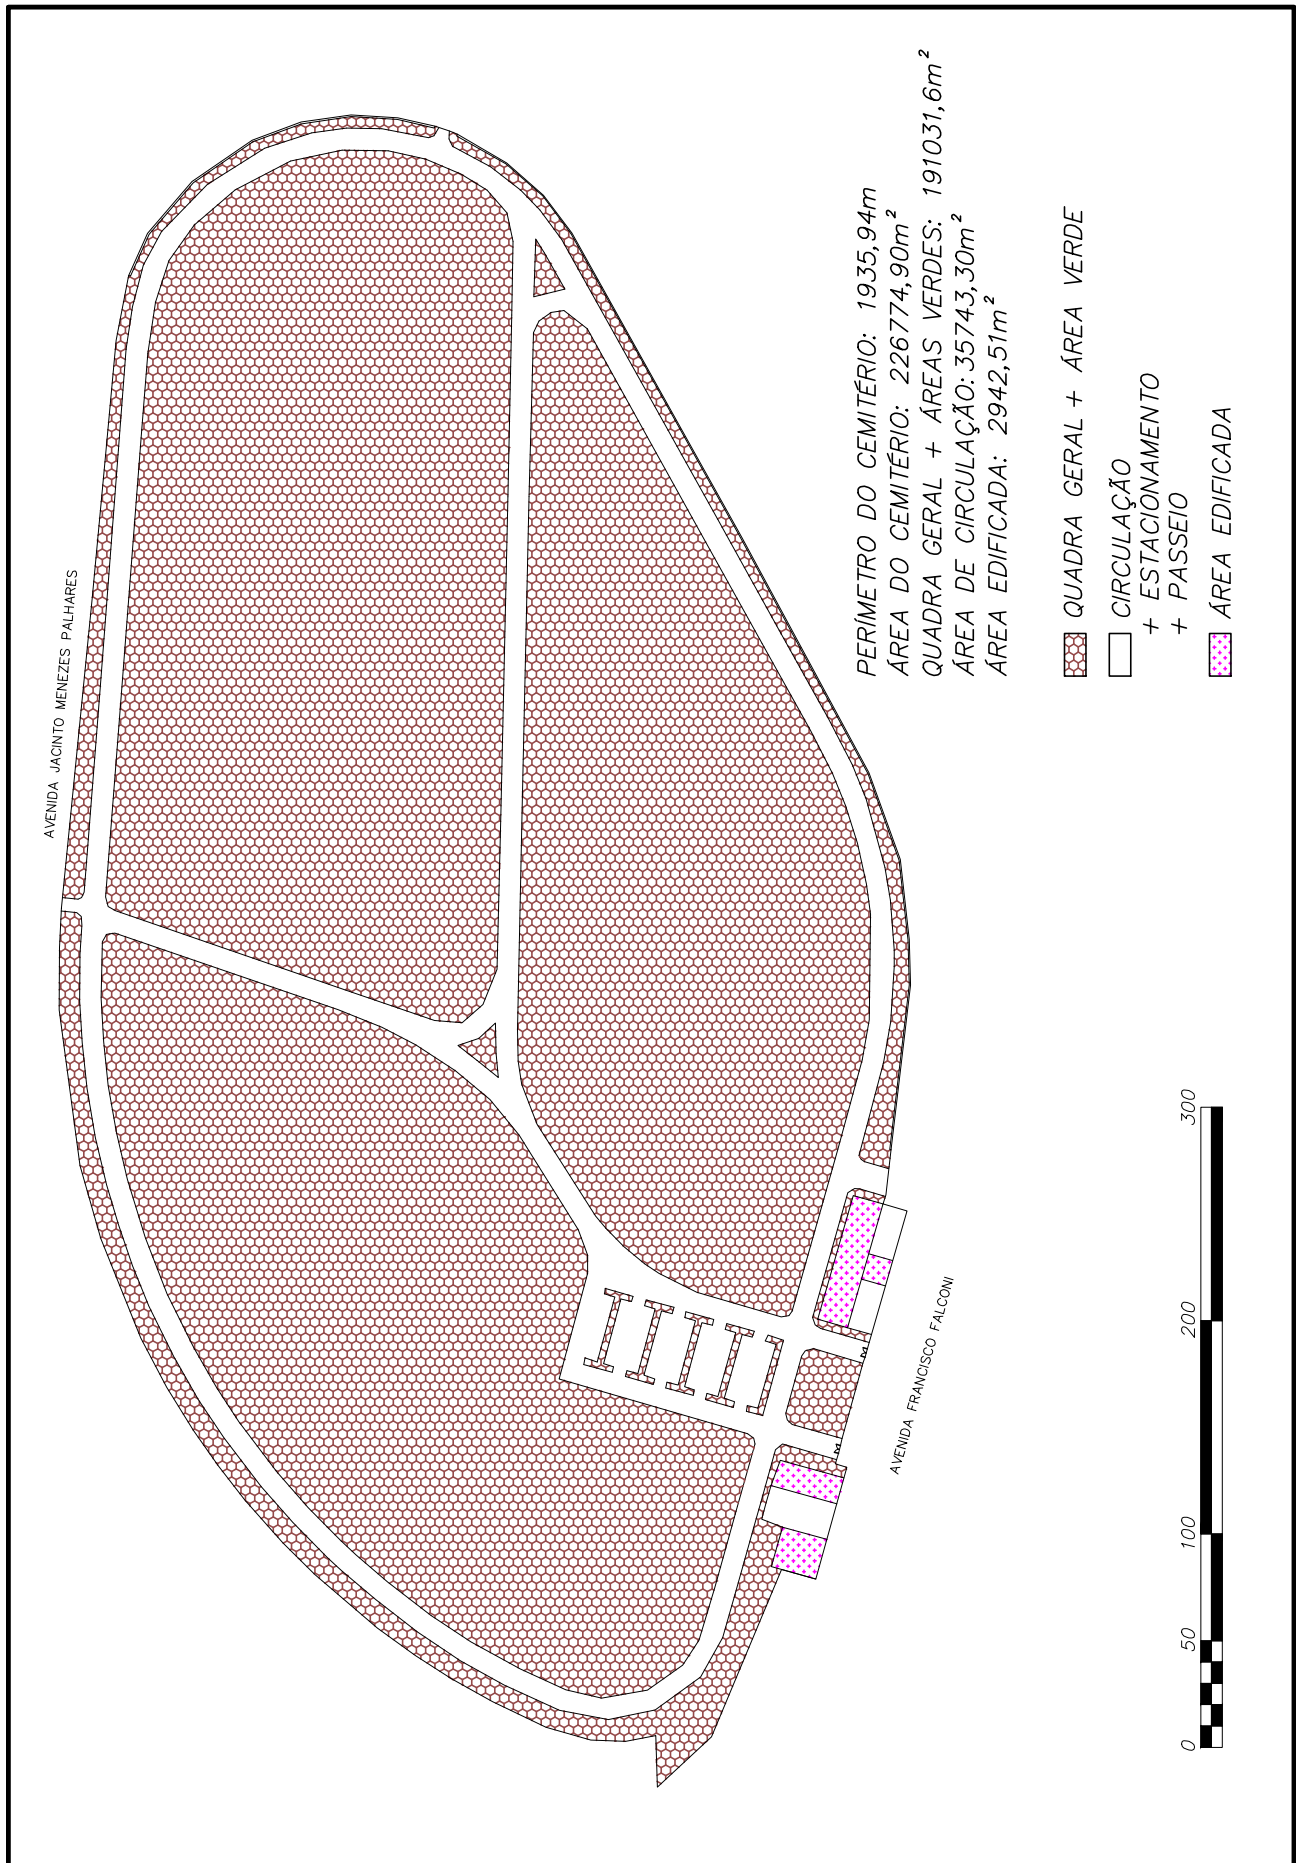 AVENIDA JACINTO MENEZES PALHARES
PERÍMETRO DO CEMITÉRIO: 1935,94m
ÁREA DO CEMITÉRIO: 226774,90m²
QUADRA GERAL + ÁREAS VERDES: 191031,6m²
ÁREA DE CIRCULAÇÃO: 35743,30m²
ÁREA EDIFICADA: 2942,51m²
QUADRA GERAL + ÁREA VERDE
CIRCULAÇÃO
+ ESTACIONAMENTO
+ PASSEIO
ÁREA EDIFICADA
AVENIDA FRANCISCO FALCONI
0 50 100 200 300